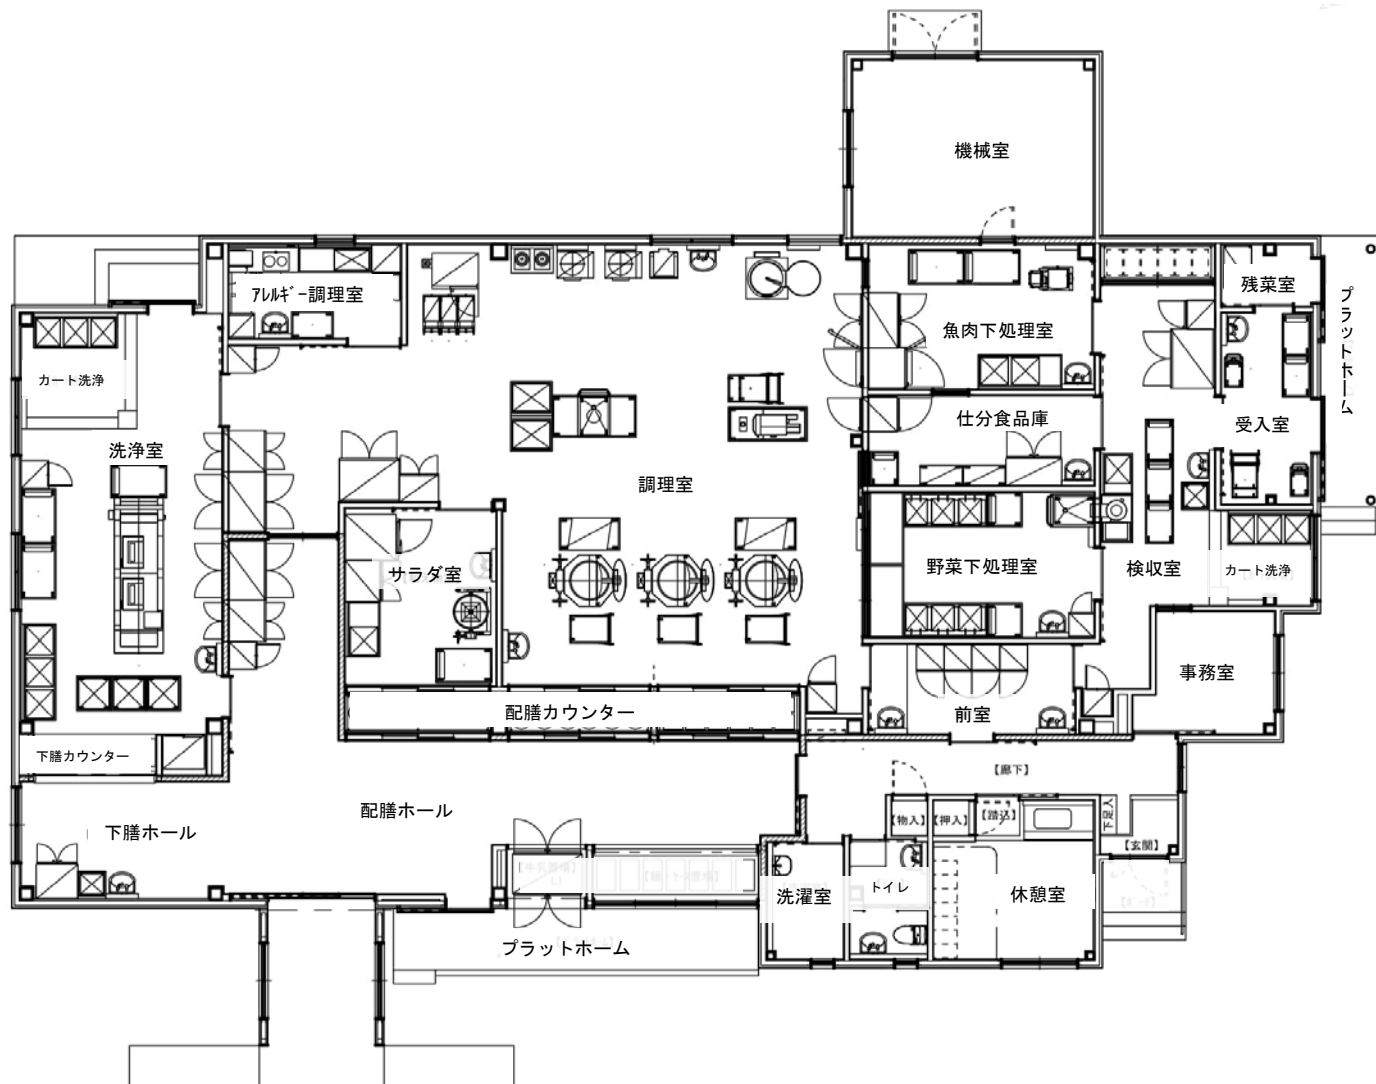 機械室
残菜室
プラットホーム
アレルギー調理室
魚肉下処理室
カート洗浄
仕分食品庫
受入室
洗浄室
調理室
サラダ室
野菜下処理室
検収室
カート洗浄
事務室
配膳カウンター
前室
下膳カウンター
【廊下】
配膳ホール
下膳ホール
【物入】
【押入】
【踏込】
下足入
【玄関】
洗濯室
トイレ
休憩室
プラットホーム